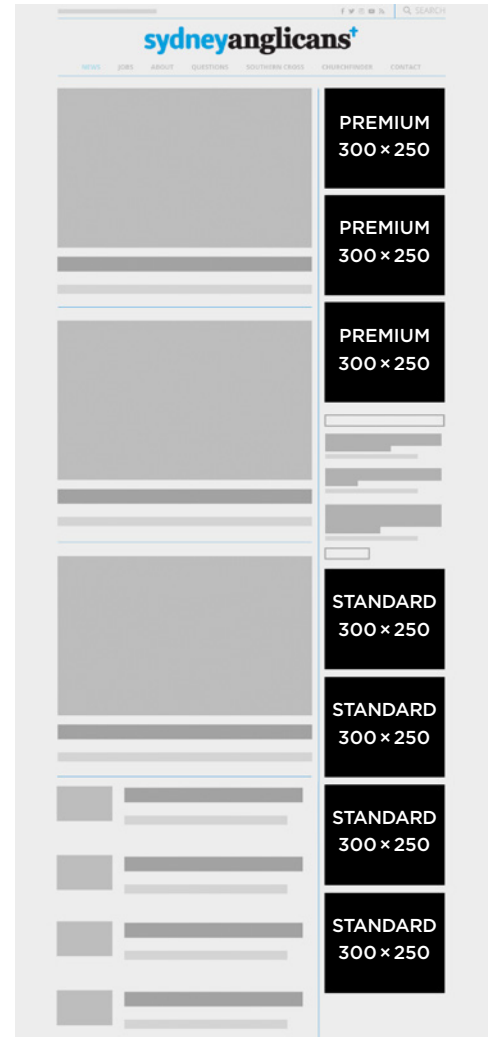 SEARCH
sydneyanglicans
NEWS JOBS ABOUT QUESTIONS SOUTHERN CROSS CHURCHFINDER CONTACT
PREMIUM
300 × 250
PREMIUM
300 × 250
PREMIUM
300 × 250
STANDARD
300 × 250
STANDARD
300 × 250
STANDARD
300 × 250
STANDARD
300 × 250